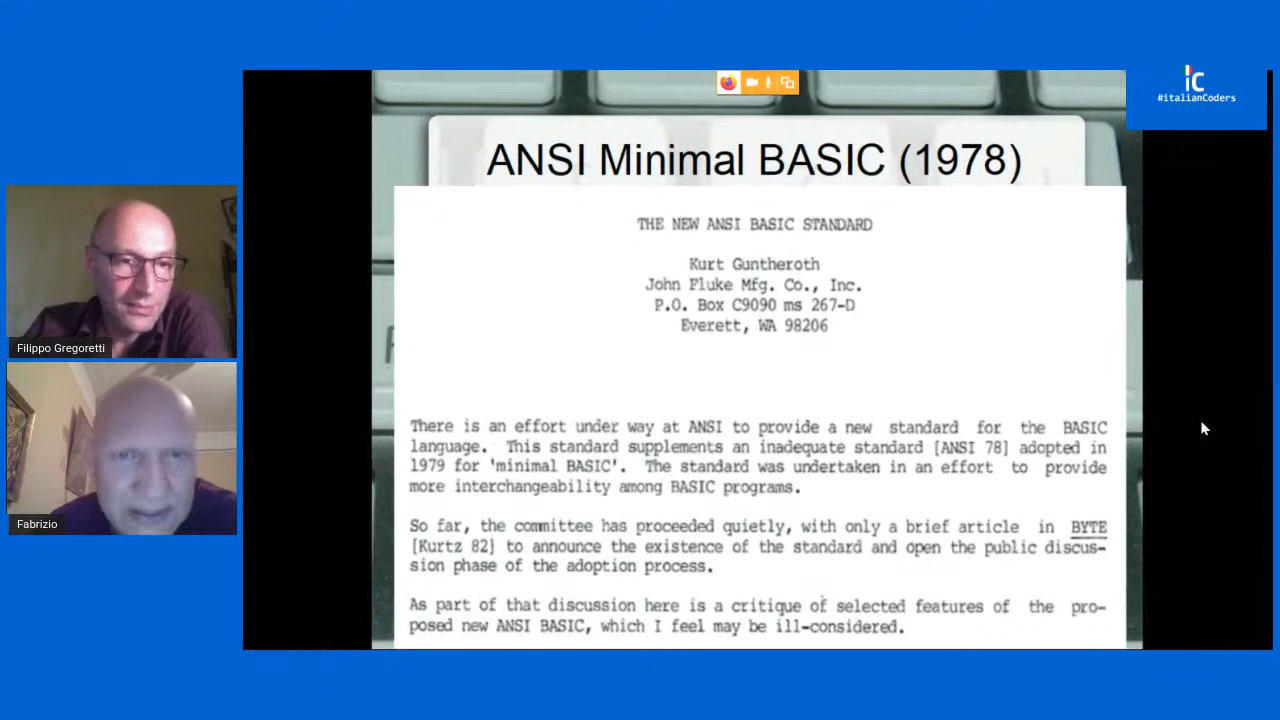 iC
#italianCoders
ANSI Minimal BASIC (1978)
THE NEW ANSI BASIC STANDARD
Kurt Guntheroth
John Fluke Mfg. Co., Inc.
P.O. Box C9090 ms 267-D
Everett, WA 98206
There is an effort under way at ANSI to provide a new standard for the BASIC
language. This standard supplements an inadequate standard [ANSI 78] adopted in
1979 for 'minimal BASIC'. The standard was undertaken in an effort to provide
more interchangeability among BASIC programs.
So far, the committee has proceeded quietly, with only a brief article in BYTE
[Kurtz 82] to announce the existence of the standard and open the public discus-
sion phase of the adoption process.
As part of that discussion here is a critique of selected features of the pro-
posed new ANSI BASIC, which I feel may be ill-considered.
Filippo Gregoretti
Fabrizio